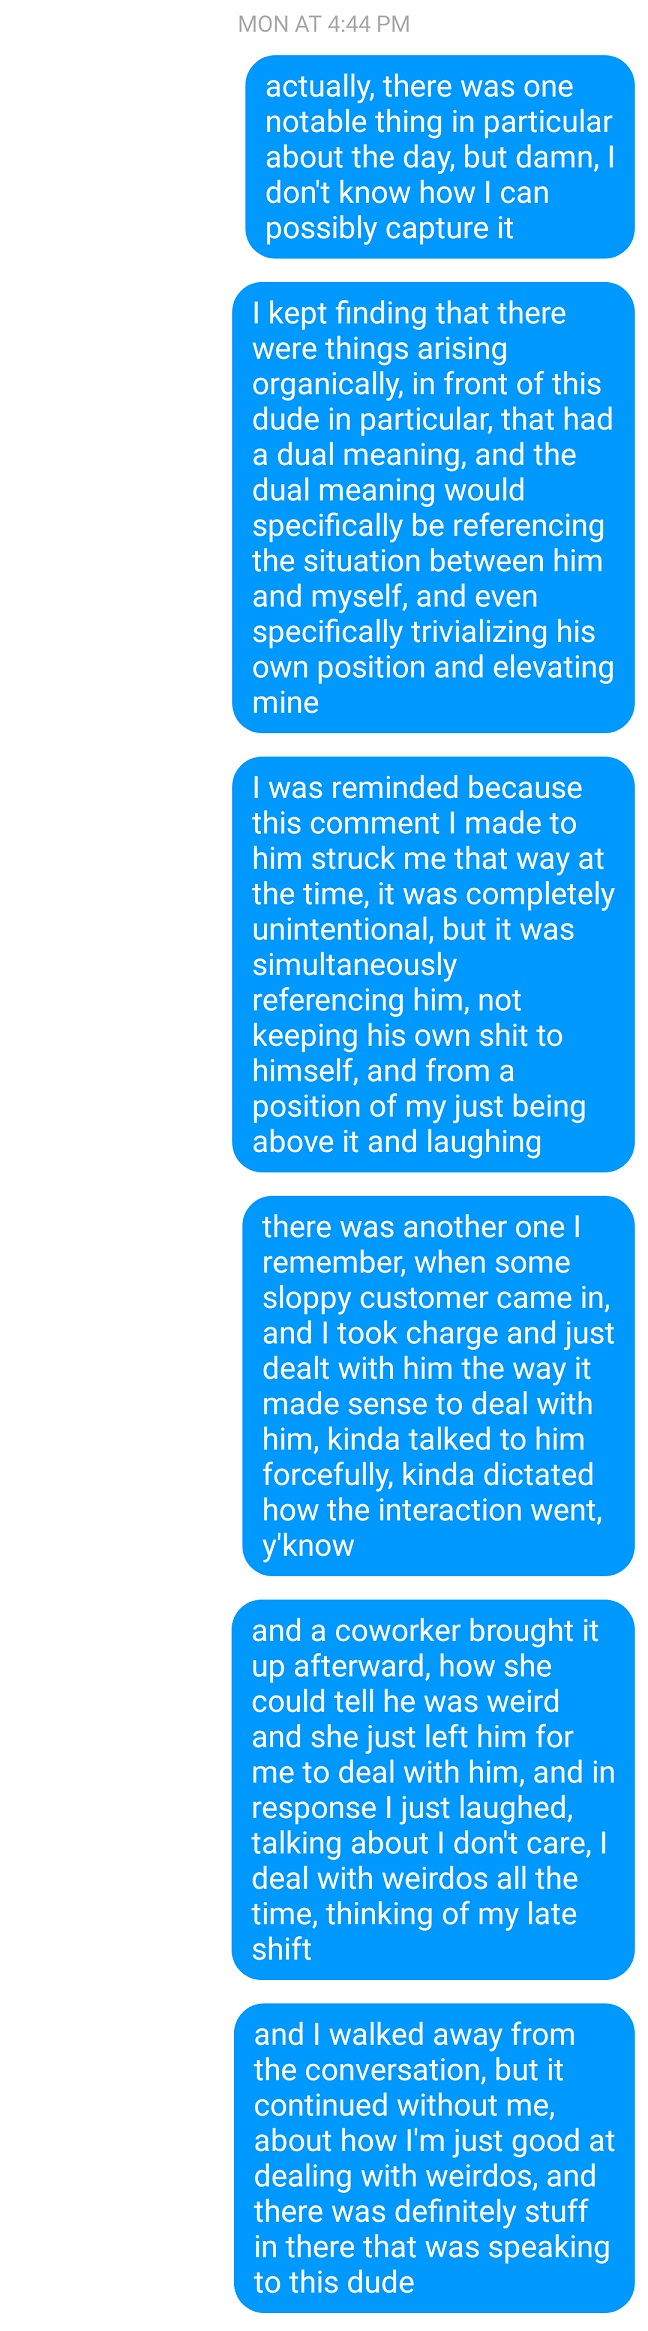 MON AT 4:44 PM
actually, there was one
notable thing in particular
about the day, but damn, I
don't know how I can
possibly capture it
I kept finding that there
were things arising
organically, in front of this
dude in particular, that had
a dual meaning, and the
dual meaning would
specifically be referencing
the situation between him
and myself, and even
specifically trivializing his
own position and elevating
mine
I was reminded because
this comment I made to
him struck me that way at
the time, it was completely
unintentional, but it was
simultaneously
referencing him, not
keeping his own shit to
himself, and from a
position of my just being
above it and laughing
there was another one I
remember, when some
sloppy customer came in,
and I took charge and just
dealt with him the way it
made sense to deal with
him, kinda talked to him
forcefully, kinda dictated
how the interaction went,
y'know
and a coworker brought it
up afterward, how she
could tell he was weird
and she just left him for
me to deal with him, and in
response I just laughed,
talking about I don't care, I
deal with weirdos all the
time, thinking of my late
shift
and I walked away from
the conversation, but it
continued without me,
about how I'm just good at
dealing with weirdos, and
there was definitely stuff
in there that was speaking
to this dude